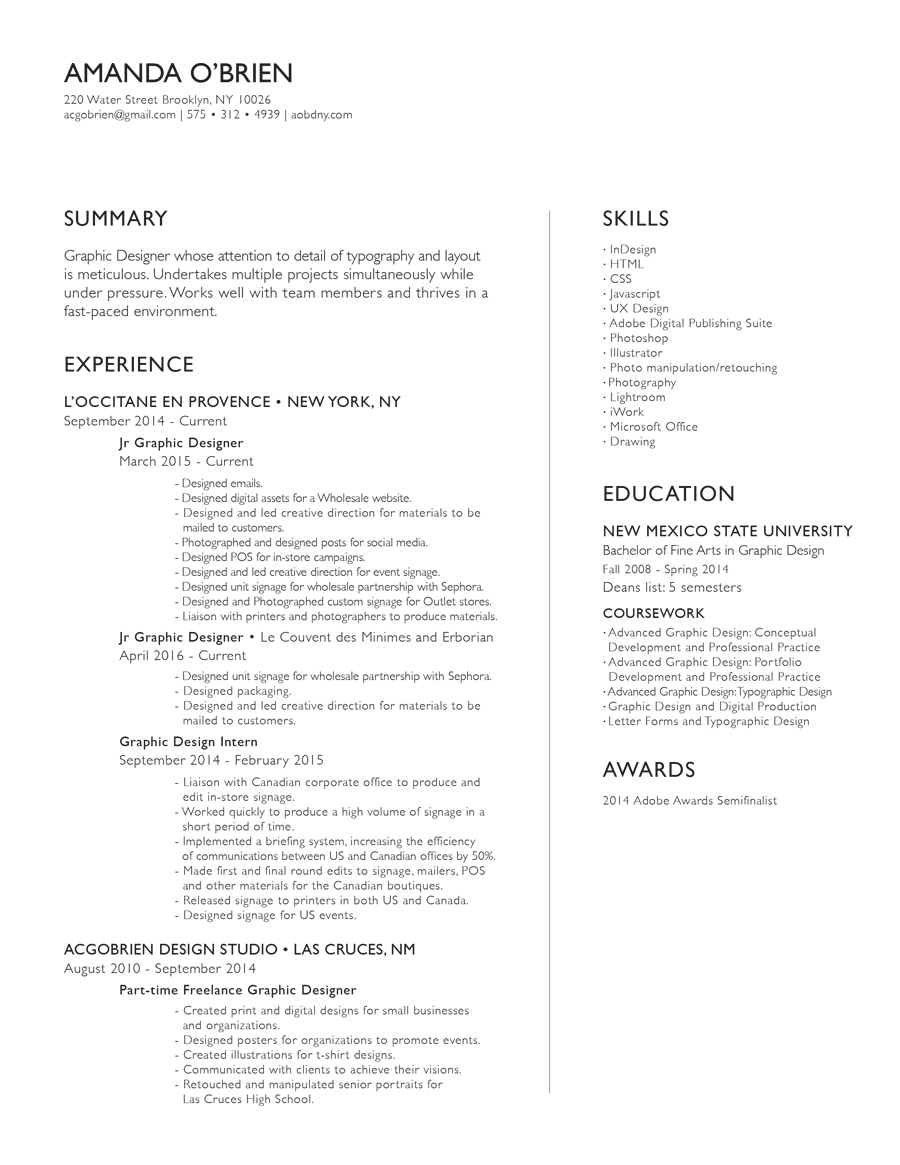 AMANDA O’BRIEN
220 Water Street Brooklyn, NY 10026
acgobrien@gmail.com | 575 • 312 • 4939 | aobdny.com
SUMMARY
Graphic Designer whose attention to detail of typography and layout
is meticulous. Undertakes multiple projects simultaneously while
under pressure. Works well with team members and thrives in a
fast-paced environment.
EXPERIENCE
L’OCCITANE EN PROVENCE • NEW YORK, NY
September 2014 - Current
Jr Graphic Designer
March 2015 - Current
- Designed emails.
- Designed digital assets for a Wholesale website.
- Designed and led creative direction for materials to be
mailed to customers.
- Photographed and designed posts for social media.
- Designed POS for in-store campaigns.
- Designed and led creative direction for event signage.
- Designed unit signage for wholesale partnership with Sephora.
- Designed and Photographed custom signage for Outlet stores.
- Liaison with printers and photographers to produce materials.
Jr Graphic Designer • Le Couvent des Minimes and Erborian
April 2016 - Current
- Designed unit signage for wholesale partnership with Sephora.
- Designed packaging.
- Designed and led creative direction for materials to be
mailed to customers.
Graphic Design Intern
September 2014 - February 2015
- Liaison with Canadian corporate office to produce and
edit in-store signage.
- Worked quickly to produce a high volume of signage in a
short period of time.
- Implemented a briefing system, increasing the efficiency
of communications between US and Canadian offices by 50%.
- Made first and final round edits to signage, mailers, POS
and other materials for the Canadian boutiques.
- Released signage to printers in both US and Canada.
- Designed signage for US events.
ACGOBRIEN DESIGN STUDIO • LAS CRUCES, NM
August 2010 - September 2014
Part-time Freelance Graphic Designer
- Created print and digital designs for small businesses
and organizations.
- Designed posters for organizations to promote events.
- Created illustrations for t-shirt designs.
- Communicated with clients to achieve their visions.
- Retouched and manipulated senior portraits for
Las Cruces High School.
SKILLS
· InDesign
· HTML
· CSS
· Javascript
· UX Design
· Adobe Digital Publishing Suite
· Photoshop
· Illustrator
· Photo manipulation/retouching
· Photography
· Lightroom
· iWork
· Microsoft Office
· Drawing
EDUCATION
NEW MEXICO STATE UNIVERSITY
Bachelor of Fine Arts in Graphic Design
Fall 2008 - Spring 2014
Deans list: 5 semesters
COURSEWORK
· Advanced Graphic Design: Conceptual
Development and Professional Practice
· Advanced Graphic Design: Portfolio
Development and Professional Practice
· Advanced Graphic Design: Typographic Design
· Graphic Design and Digital Production
· Letter Forms and Typographic Design
AWARDS
2014 Adobe Awards Semifinalist